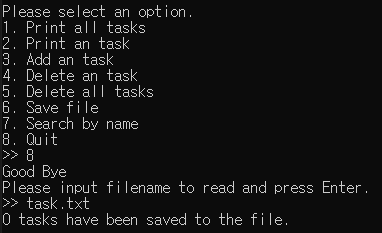 Please select an option.
1. Print all tasks
2. Print an task
3. Add an task
4. Delete an task
5. Delete all tasks
6. Save file
7. Search by name
8. Quit
>> 8
Good Bye
Please input filename to read and press Enter.
>> task.txt
0 tasks have been saved to the file.